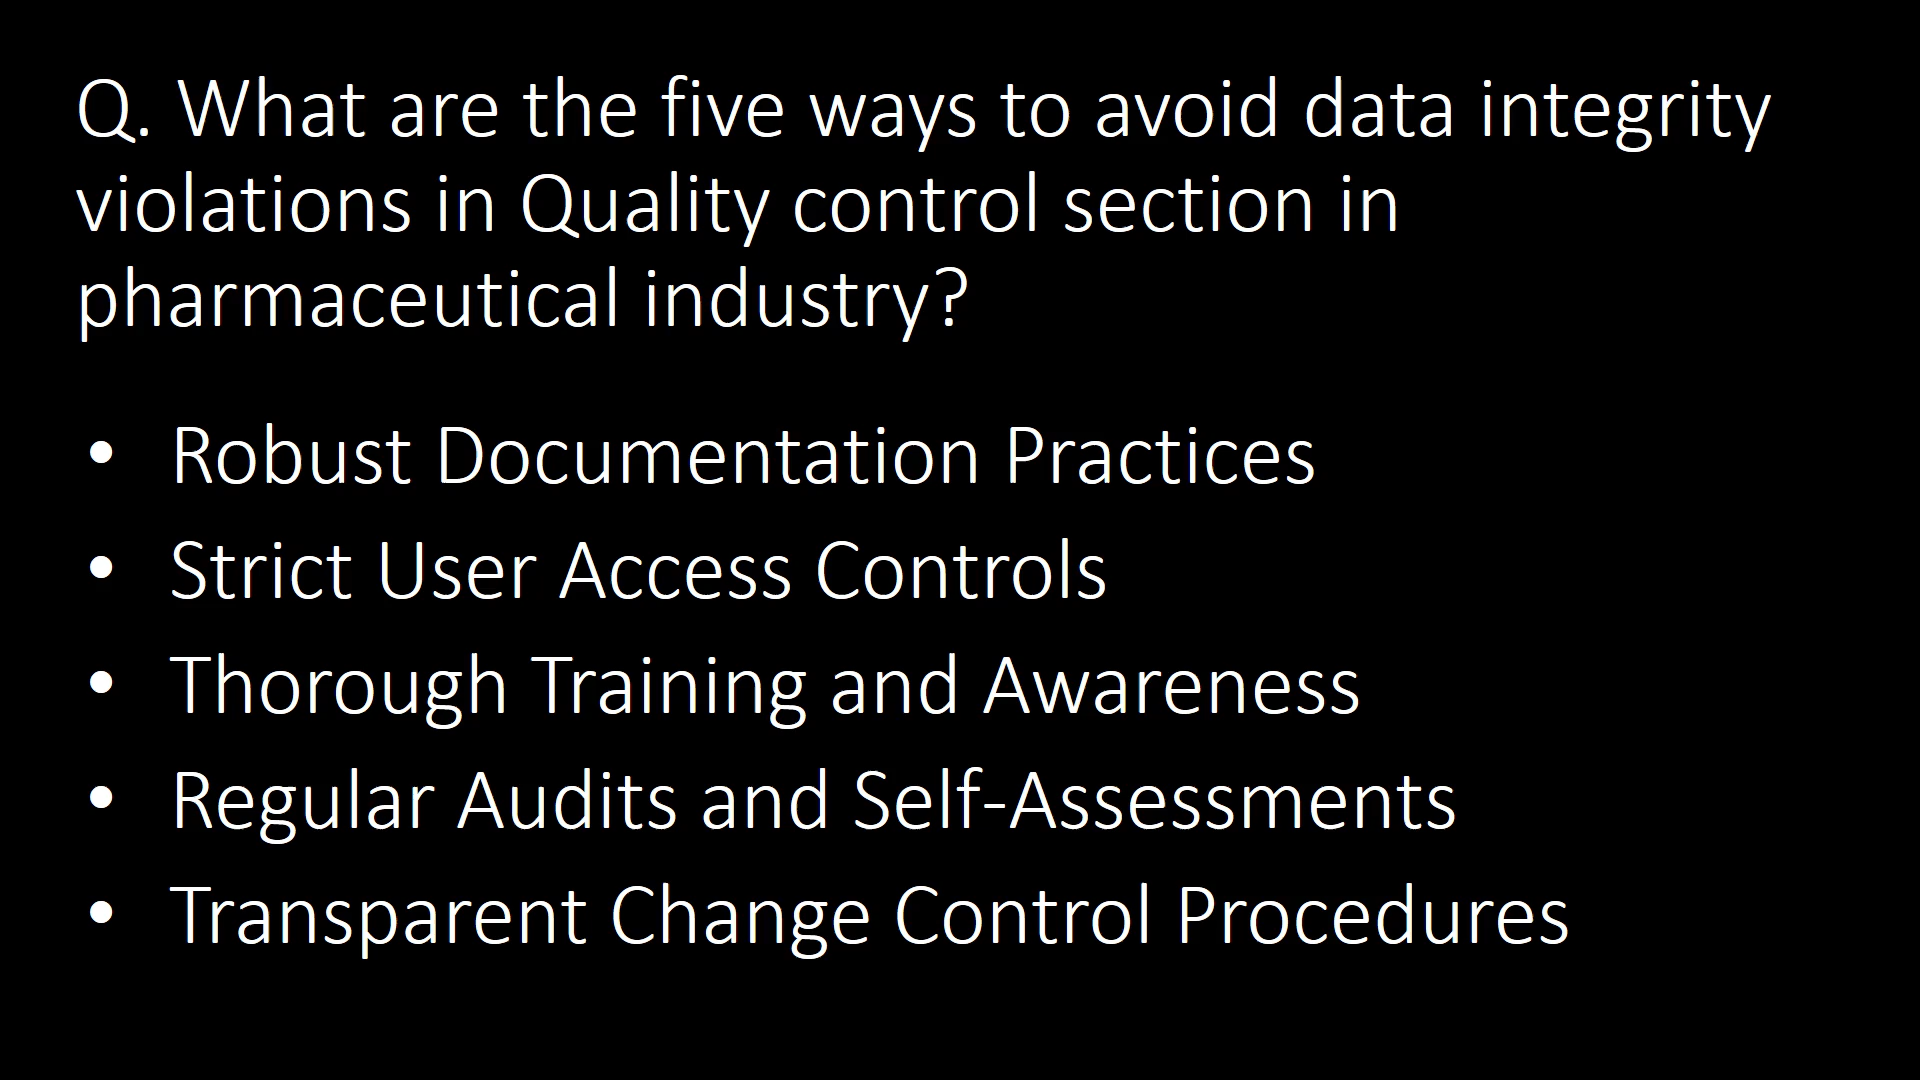 Q. What are the five ways to avoid data integrity
violations in Quality control section in
pharmaceutical industry?
• Robust Documentation Practices
• Strict User Access Controls
• Thorough Training and Awareness
• Regular Audits and Self-Assessments
• Transparent Change Control Procedures